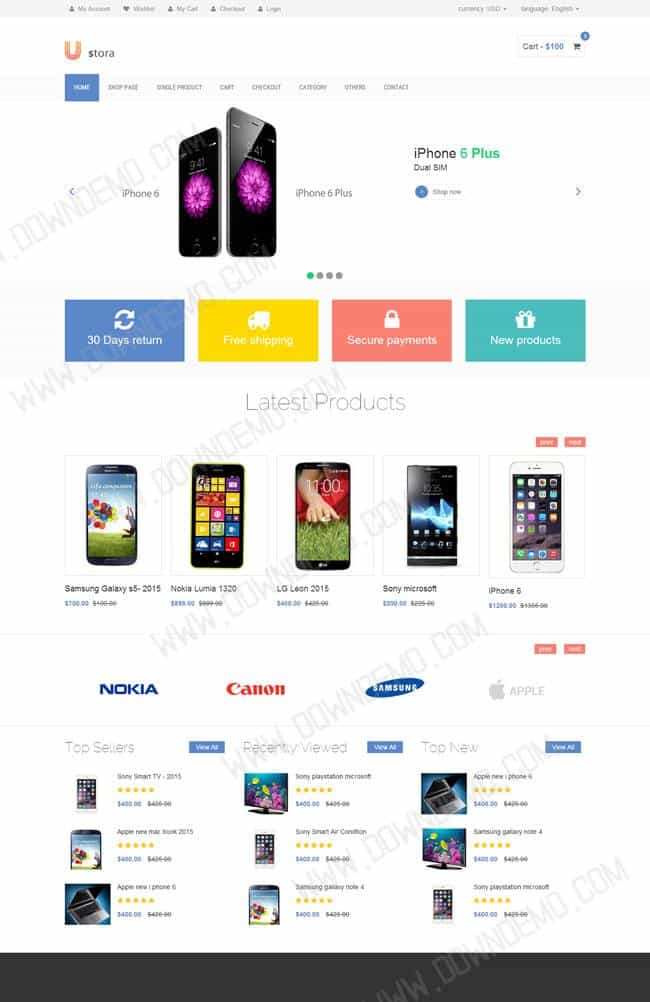 My Account Wishlist My Cart Checkout Login currency :USD language: English
U stora
Cart - $100
5
HOME SHOP PAGE SINGLE PRODUCT CART CHECKOUT CATEGORY OTHERS CONTACT
iPhone 6
iPhone 6 Plus
iPhone 6 Plus
Dual SIM
Shop now
30 Days return
Free shipping
Secure payments
New products
Latest Products
prev next
Samsung Galaxy s5- 2015
$700.00 $100.00
Nokia Lumia 1320
$899.00 $999.00
LG Leon 2015
$400.00 $425.00
Sony microsoft
$200.00 $225.00
iPhone 6
$1200.00 $1355.00
prev next
NOKIA Canon SAMSUNG APPLE
Top Sellers View All
Sony Smart TV - 2015
$400.00 $425.00
Apple new mac book 2015
$400.00 $425.00
Apple new i phone 6
$400.00 $425.00
Recently Viewed View All
Sony playstation microsoft
$400.00 $425.00
Sony Smart Air Condtion
$400.00 $425.00
Samsung gallaxy note 4
$400.00 $425.00
Top New View All
Apple new i phone 6
$400.00 $425.00
Samsung gallaxy note 4
$400.00 $425.00
Sony playstation microsoft
$400.00 $425.00
WWW.DOWNDEMO.COM